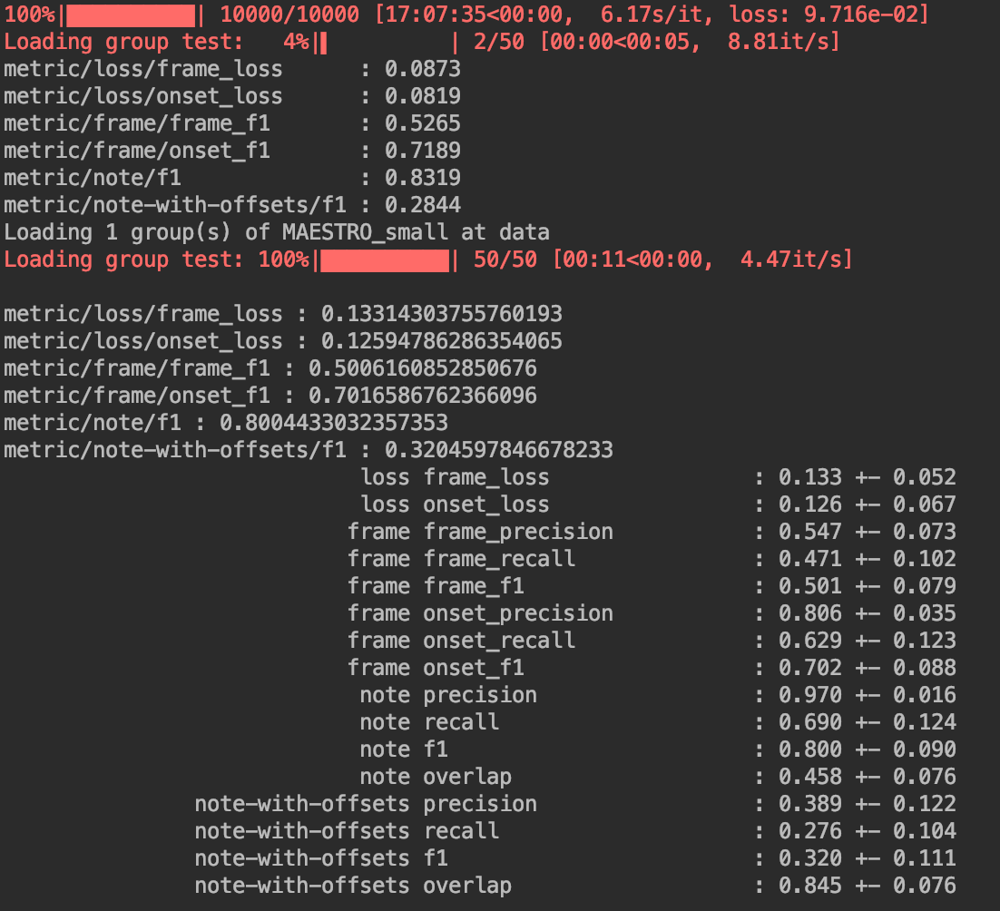 100%|██████████| 10000/10000 [17:07:35<00:00,  6.17s/it, loss: 9.716e-02]
Loading group test:   4%|▍         | 2/50 [00:00<00:05,  8.81it/s]
metric/loss/frame_loss      : 0.0873
metric/loss/onset_loss      : 0.0819
metric/frame/frame_f1       : 0.5265
metric/frame/onset_f1       : 0.7189
metric/note/f1              : 0.8319
metric/note-with-offsets/f1 : 0.2844
Loading 1 group(s) of MAESTRO_small at data
Loading group test: 100%|██████████| 50/50 [00:11<00:00,  4.47it/s]
metric/loss/frame_loss : 0.13314303755760193
metric/loss/onset_loss : 0.12594786286354065
metric/frame/frame_f1 : 0.5006160852850676
metric/frame/onset_f1 : 0.7016586762366096
metric/note/f1 : 0.8004433032357353
metric/note-with-offsets/f1 : 0.3204597846678233
loss frame_loss                : 0.133 +- 0.052
loss onset_loss                : 0.126 +- 0.067
frame frame_precision           : 0.547 +- 0.073
frame frame_recall              : 0.471 +- 0.102
frame frame_f1                  : 0.501 +- 0.079
frame onset_precision           : 0.806 +- 0.035
frame onset_recall              : 0.629 +- 0.123
frame onset_f1                  : 0.702 +- 0.088
note precision                 : 0.970 +- 0.016
note recall                    : 0.690 +- 0.124
note f1                        : 0.800 +- 0.090
note overlap                   : 0.458 +- 0.076
note-with-offsets precision                 : 0.389 +- 0.122
note-with-offsets recall                    : 0.276 +- 0.104
note-with-offsets f1                        : 0.320 +- 0.111
note-with-offsets overlap                   : 0.845 +- 0.076